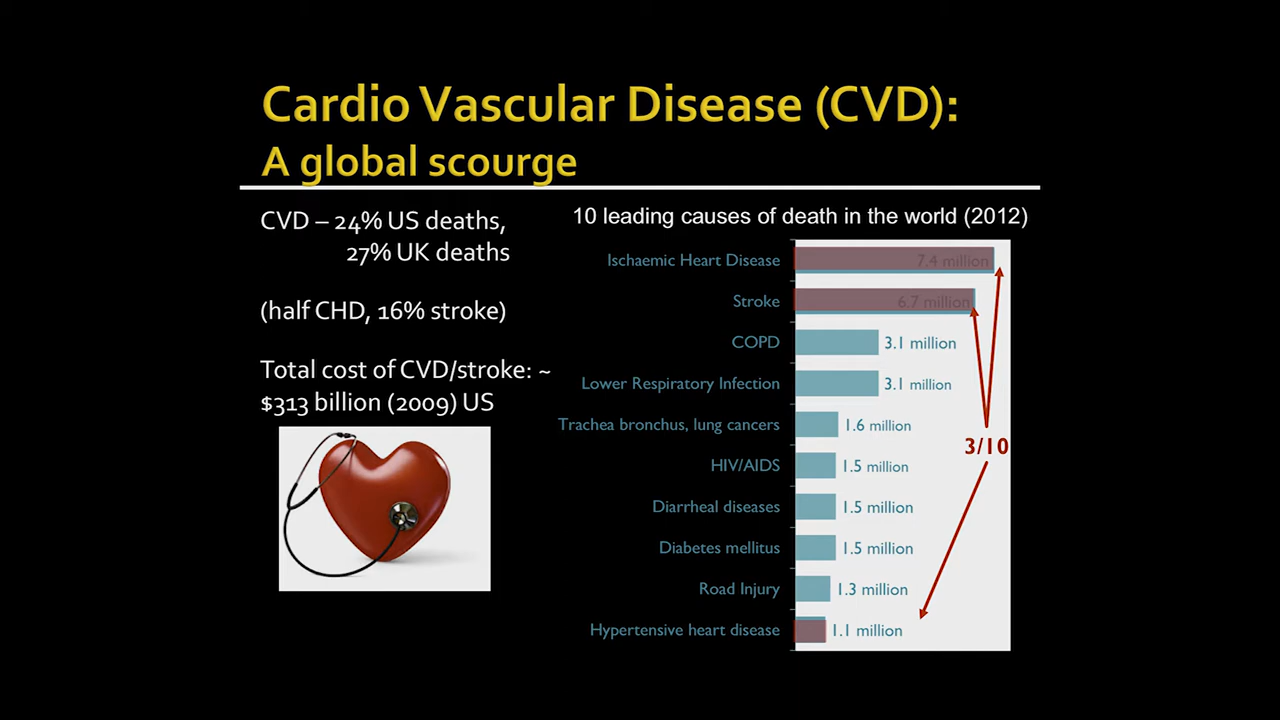 Cardio Vascular Disease (CVD):
A global scourge
CVD – 24% US deaths,
27% UK deaths
(half CHD, 16% stroke)
Total cost of CVD/stroke: ~
$313 billion (2009) US
10 leading causes of death in the world (2012)
Ischaemic Heart Disease 7.4 million
Stroke 6.7 million
COPD 3.1 million
Lower Respiratory Infection 3.1 million
Trachea bronchus, lung cancers 1.6 million
3/10
HIV/AIDS 1.5 million
Diarrheal diseases 1.5 million
Diabetes mellitus 1.5 million
Road Injury 1.3 million
Hypertensive heart disease 1.1 million